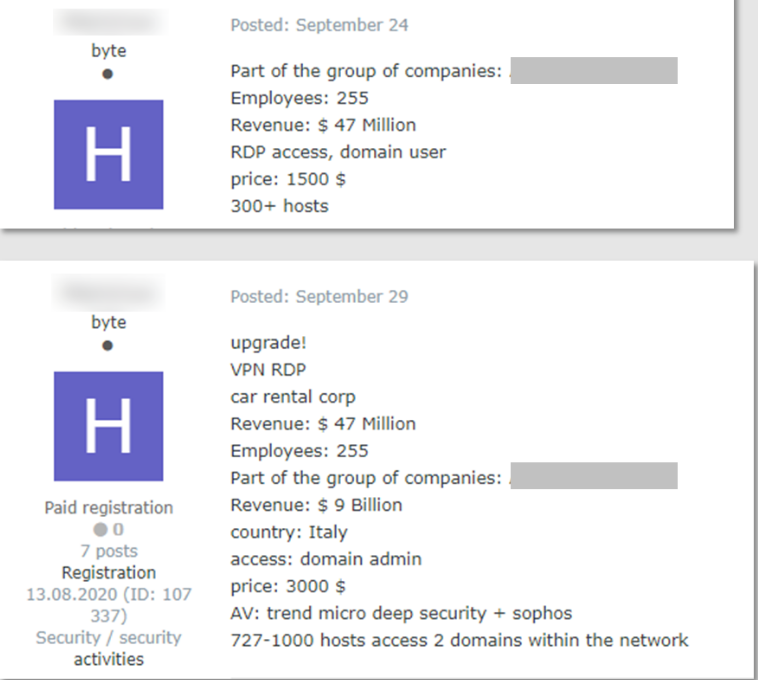 Posted: September 24
byte
H
Part of the group of companies:
Employees: 255
Revenue: $ 47 Million
RDP access, domain user
price: 1500 $
300+ hosts
Posted: September 29
byte
H
Paid registration
0
7 posts
Registration
13.08.2020 (ID: 107
337)
Security / security
activities
upgrade!
VPN RDP
car rental corp
Revenue: $ 47 Million
Employees: 255
Part of the group of companies:
Revenue: $ 9 Billion
country: Italy
access: domain admin
price: 3000 $
AV: trend micro deep security + sophos
727-1000 hosts access 2 domains within the network